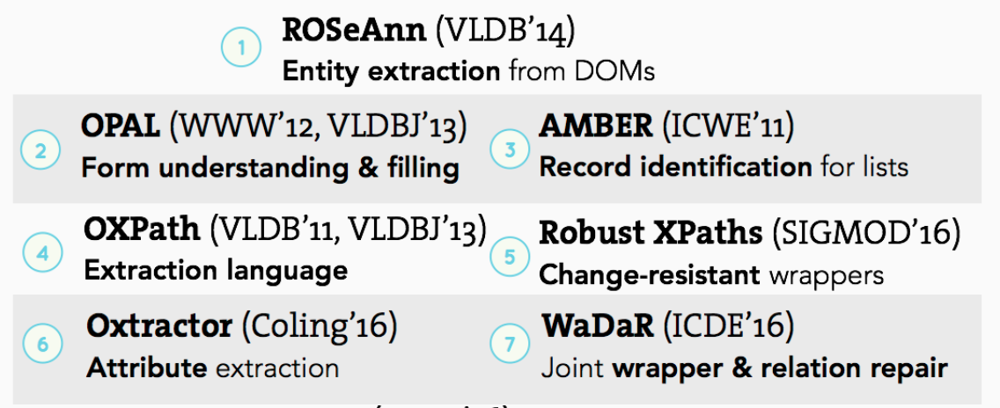 1
ROSeAnn (VLDB'14)
Entity extraction from DOMs
2
OPAL (WWW'12, VLDBJ'13)
Form understanding & filling
3
AMBER (ICWE'11)
Record identification for lists
4
OXPath (VLDB'11, VLDBJ'13)
Extraction language
5
Robust XPaths (SIGMOD'16)
Change-resistant wrappers
6
Oxtractor (Coling'16)
Attribute extraction
7
WaDaR (ICDE'16)
Joint wrapper & relation repair